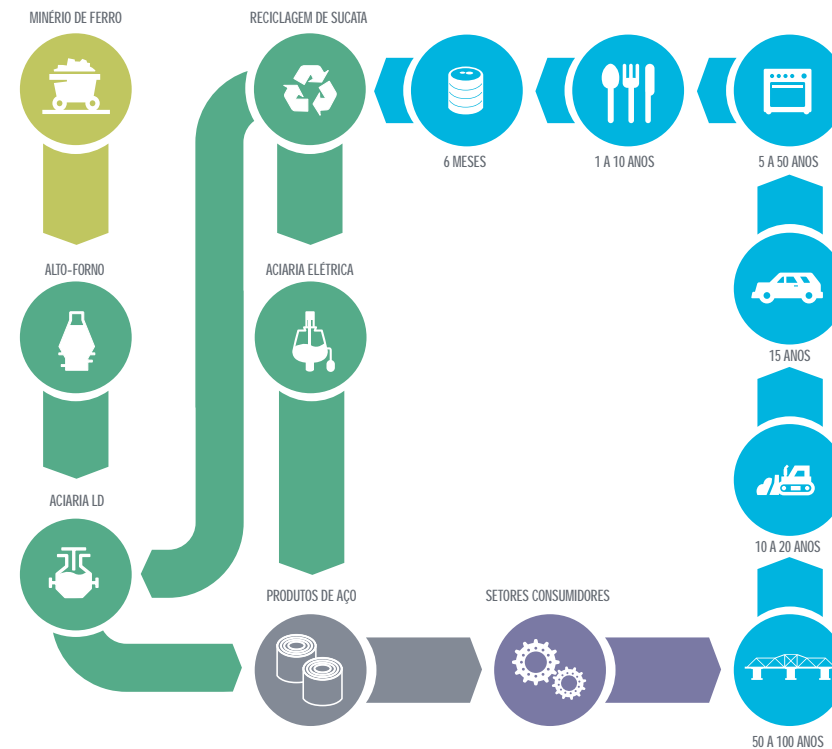 MINÉRIO DE FERRO
RECICLAGEM DE SUCATA
6 MESES
1 A 10 ANOS
5 A 50 ANOS
ALTO-FORNO
ACIARIA ELÉTRICA
15 ANOS
ACIARIA LD
10 A 20 ANOS
PRODUTOS DE AÇO
SETORES CONSUMIDORES
50 A 100 ANOS